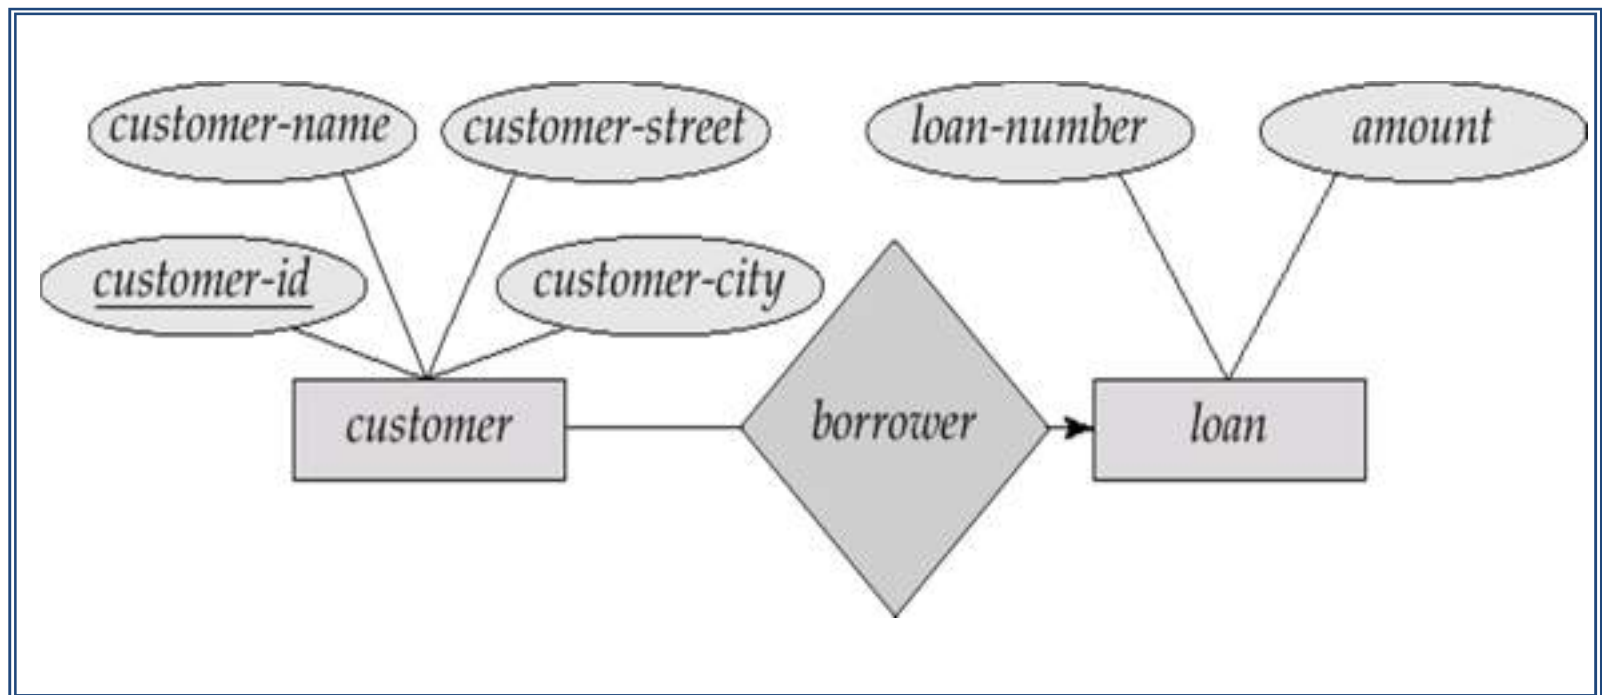 customer-name
customer-street
loan-number
amount
customer-id
customer-city
customer
borrower
loan